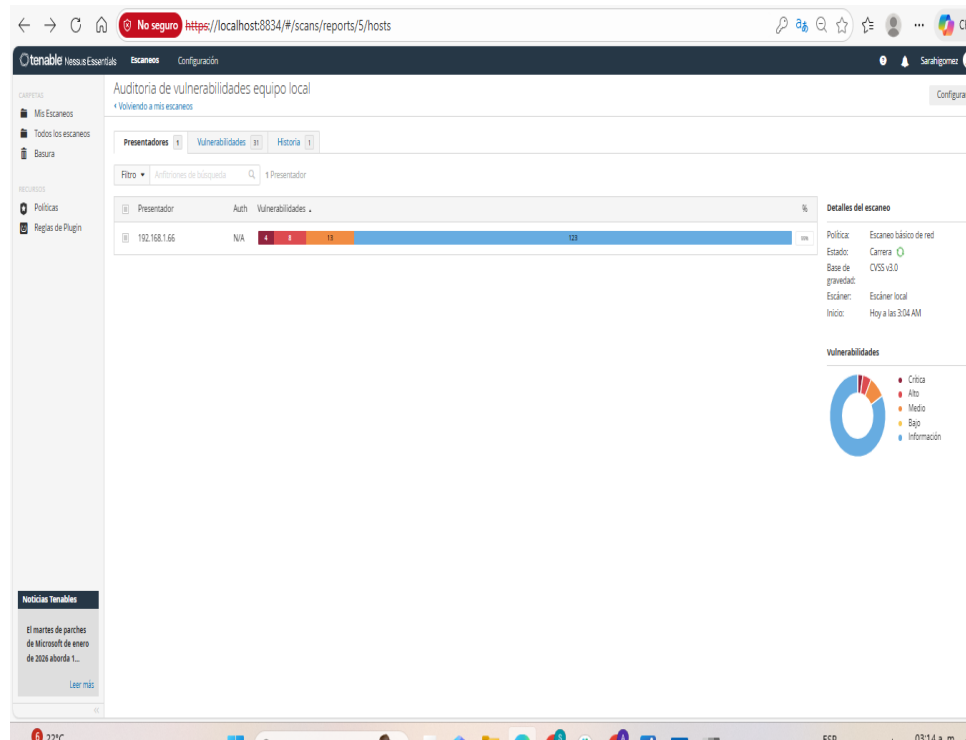 No seguro https://localhost:8834/#/scans/reports/5/hosts
tenable Nessus Essentials Escaneos Configuración Sarahigomez
CARPETAS
Mis Escaneos
Todos los escaneos
Basura
RECURSOS
Políticas
Reglas de Plugin
Auditoria de vulnerabilidades equipo local
Volviendo a mis escaneos
Configurar
Presentadores 1 Vulnerabilidades 31 Historia 1
Filtro Anfitriones de búsqueda 1 Presentador
Presentador Auth Vulnerabilidades %
192.168.1.66 N/A 4 8 13 123
Detalles del escaneo
Política: Escaneo básico de red
Estado: Carrera
Base de gravedad: CVSS v3.0
Escáner: Escáner local
Inicio: Hoy a las 3:04 AM
Vulnerabilidades
Crítica
Alto
Medio
Bajo
Información
Noticias Tenables
El martes de parches
de Microsoft de enero
de 2026 aborda 1...
Leer más
6 22°C ESP 03:14 a. m.